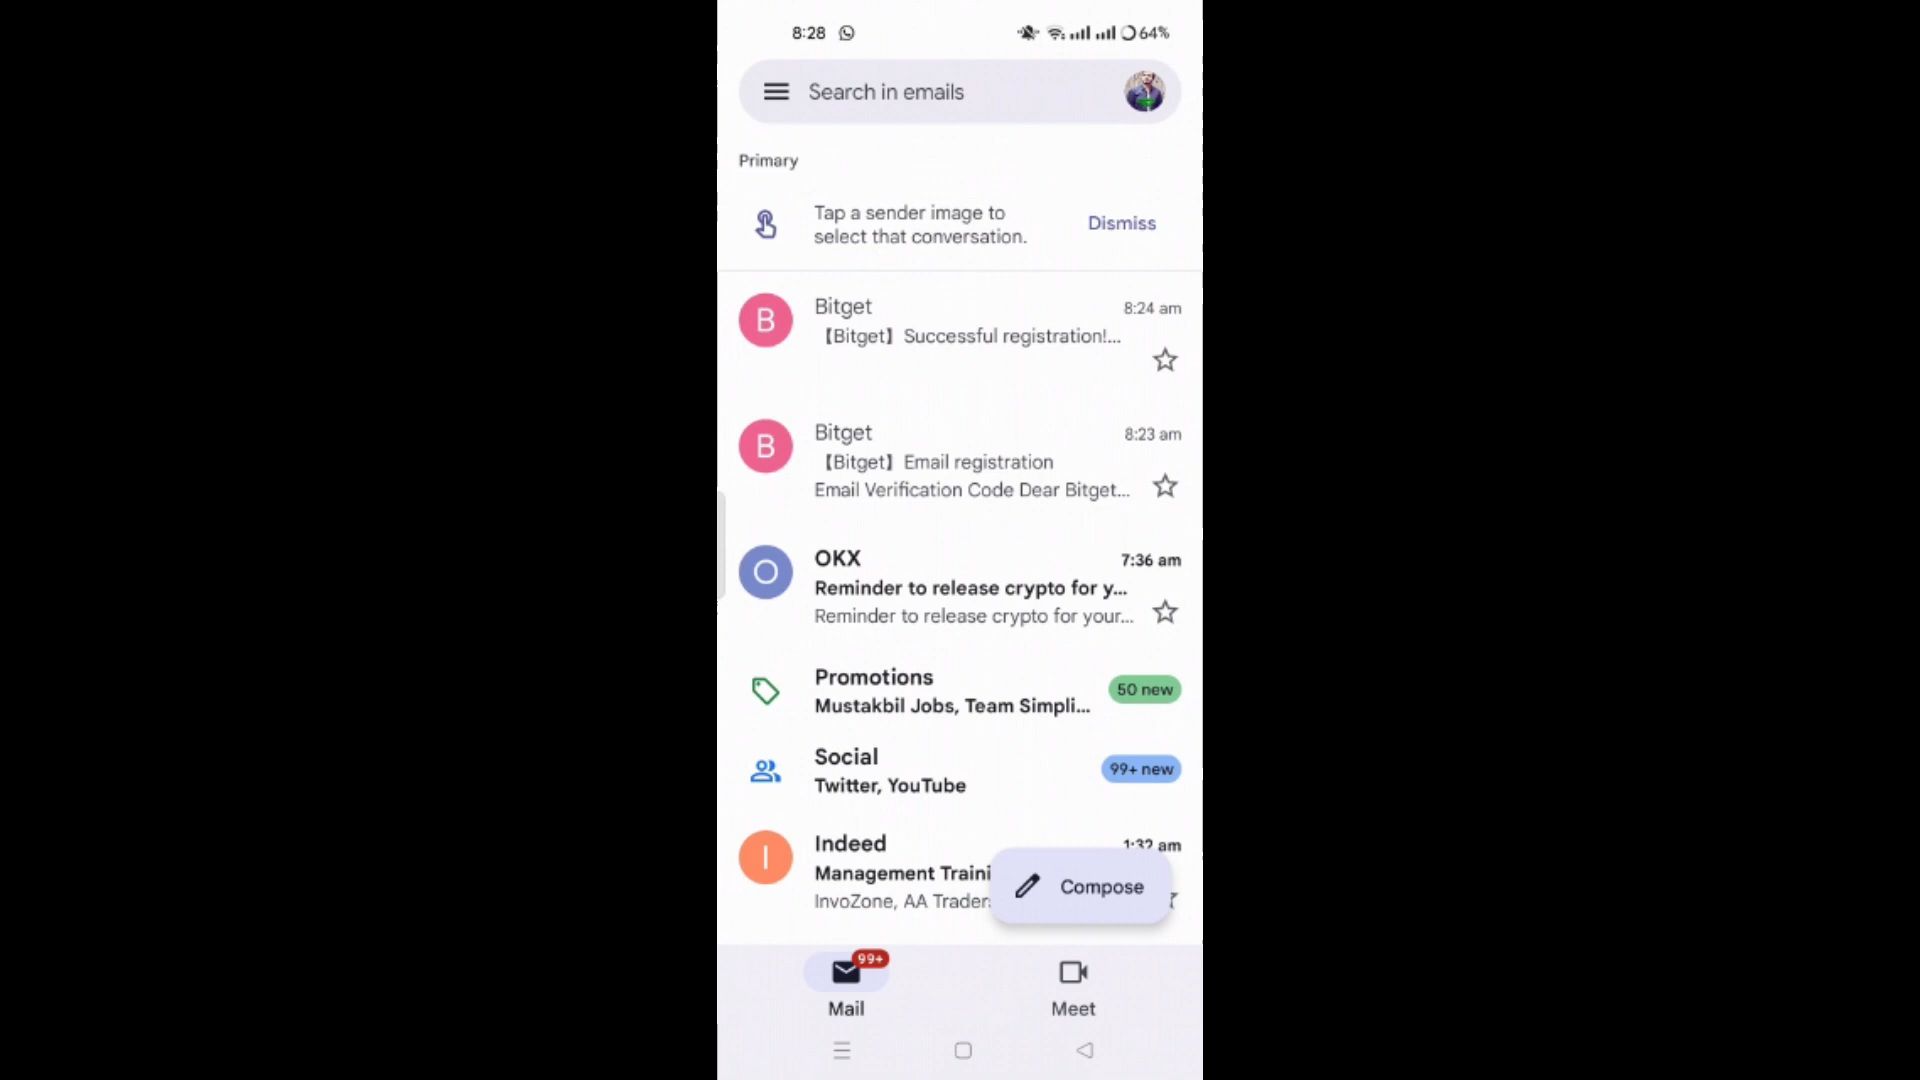 8:28 64%
Search in emails
Primary
Tap a sender image to
select that conversation.
Dismiss
B Bitget 8:24 am
【Bitget】Successful registration!...
B Bitget 8:23 am
【Bitget】Email registration
Email Verification Code Dear Bitget...
O OKX 7:36 am
Reminder to release crypto for y...
Reminder to release crypto for your...
Promotions 50 new
Mustakbil Jobs, Team Simpli...
Social 99+ new
Twitter, YouTube
I Indeed 1:32 am
Management Traini
InvoZone, AA Trader
Compose
99+
Mail Meet